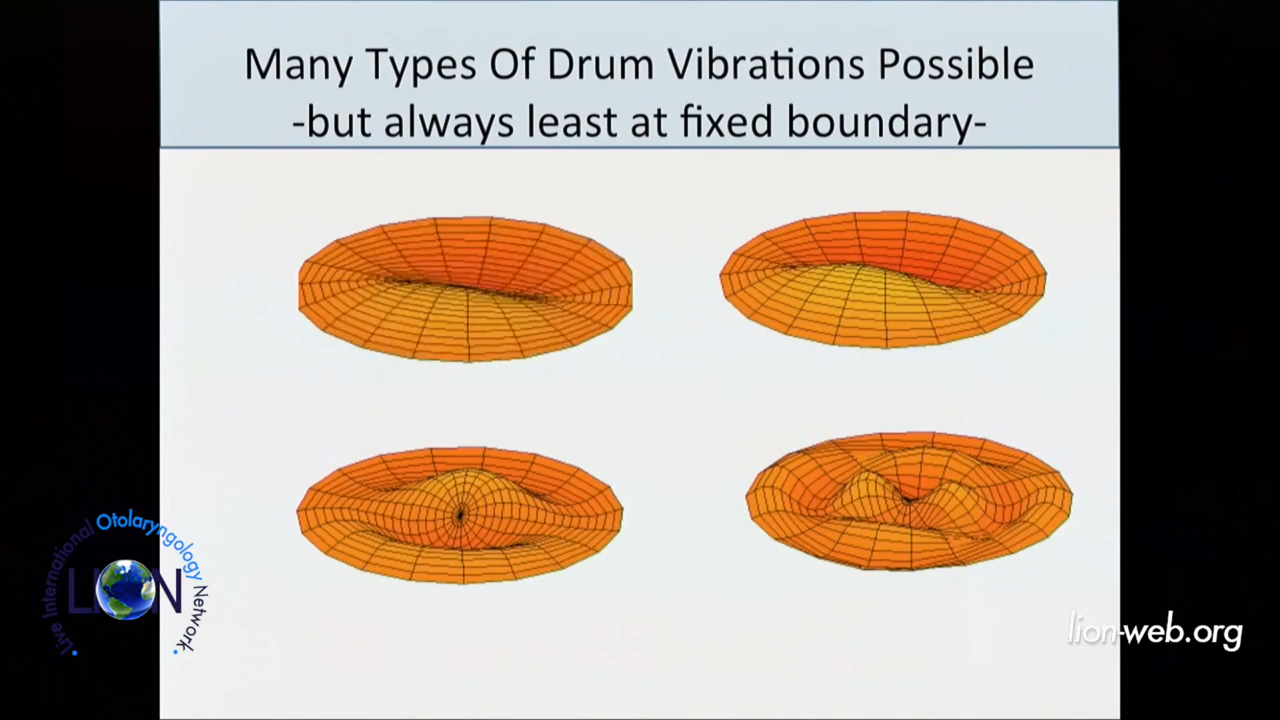 Many Types Of Drum Vibrations Possible
-but always least at fixed boundary-
• Live International Otolaryngology Network •
LION
lion-web.org